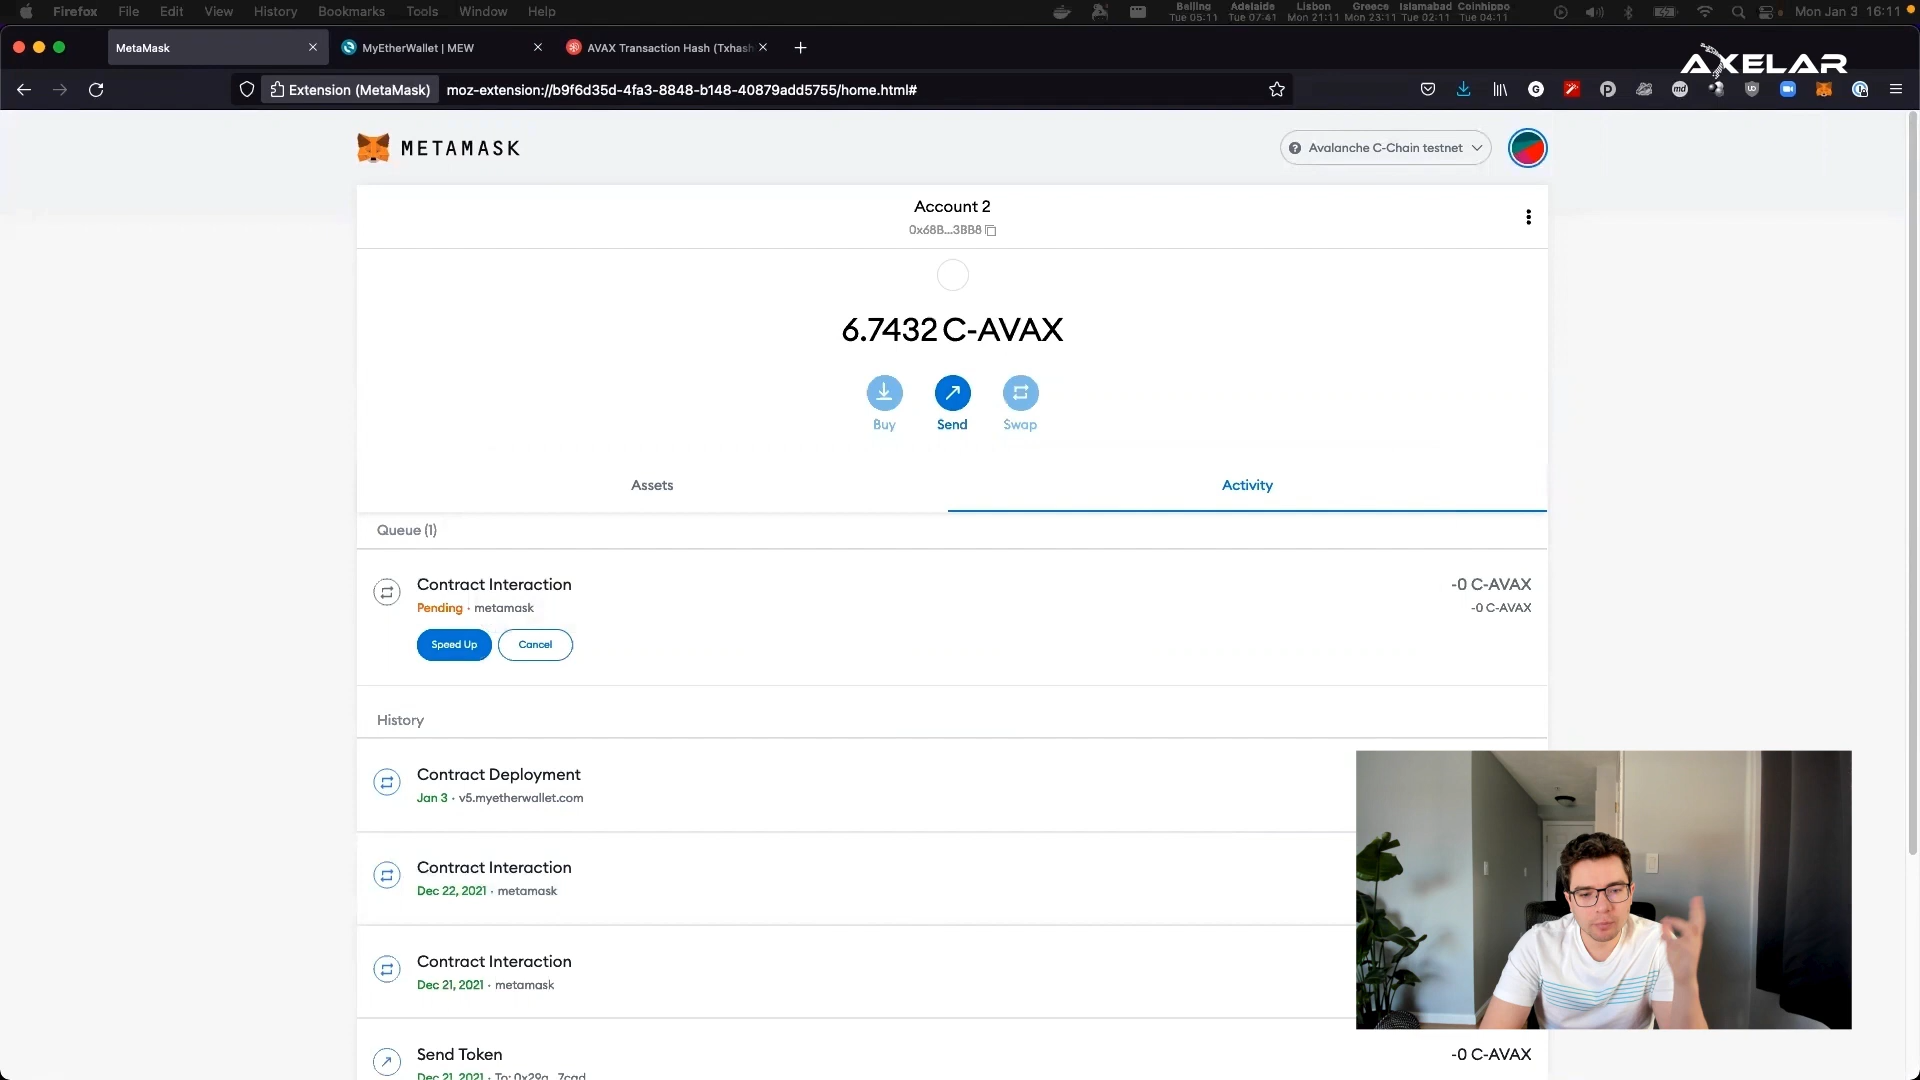 Firefox File Edit View History Bookmarks Tools Window Help
Beijing Adelaide Lisbon Greece Islamabad Coinhippo
Tue 05:11 Tue 07:41 Mon 21:11 Mon 23:11 Tue 02:11 Tue 04:11
Mon Jan 3 16:11
MetaMask
MyEtherWallet | MEW
AVAX Transaction Hash (Txhash
AXELAR
Extension (MetaMask)
moz-extension://b9f6d35d-4fa3-8848-b148-40879add5755/home.html#
METAMASK
Avalanche C-Chain testnet
Account 2
0x68B...3BB8
6.7432 C-AVAX
Buy
Send
Swap
Assets
Activity
Queue (1)
Contract Interaction
-0 C-AVAX
Pending · metamask
-0 C-AVAX
Speed Up
Cancel
History
Contract Deployment
Jan 3 · v5.myetherwallet.com
Contract Interaction
Dec 22, 2021 · metamask
Contract Interaction
Dec 21, 2021 · metamask
Send Token
-0 C-AVAX
Dec 21, 2021 · To: 0x29a...7cad